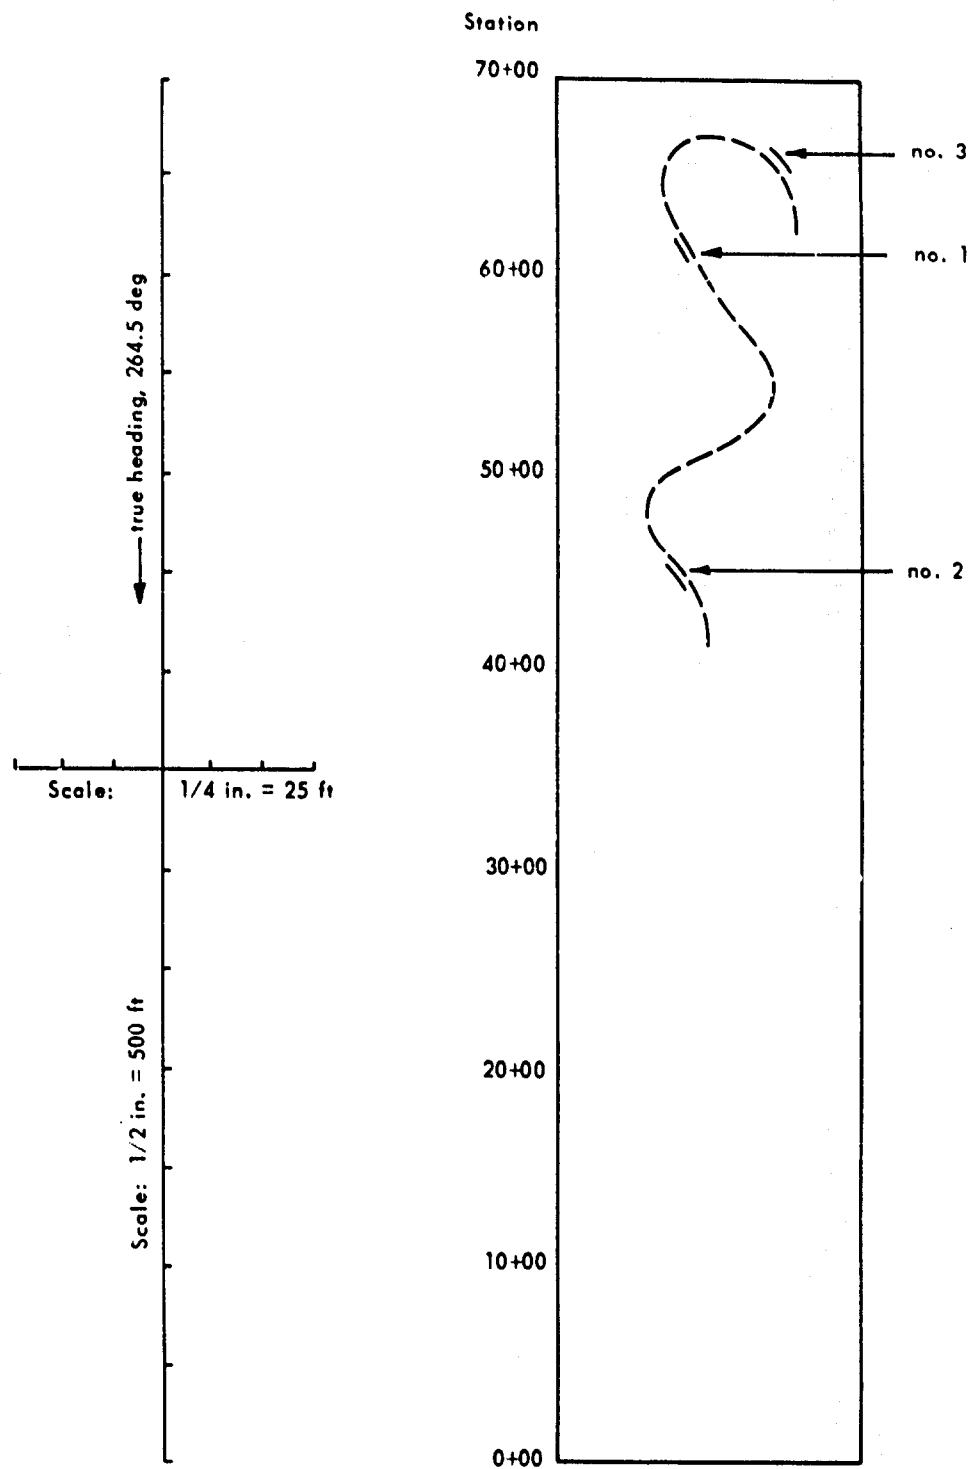 Station
70+00
no. 3
no. 1
60+00
true heading, 264.5 deg
50+00
no. 2
40+00
Scale: 1/4 in. = 25 ft
30+00
Scale: 1/2 in. = 500 ft
20+00
10+00
0+00